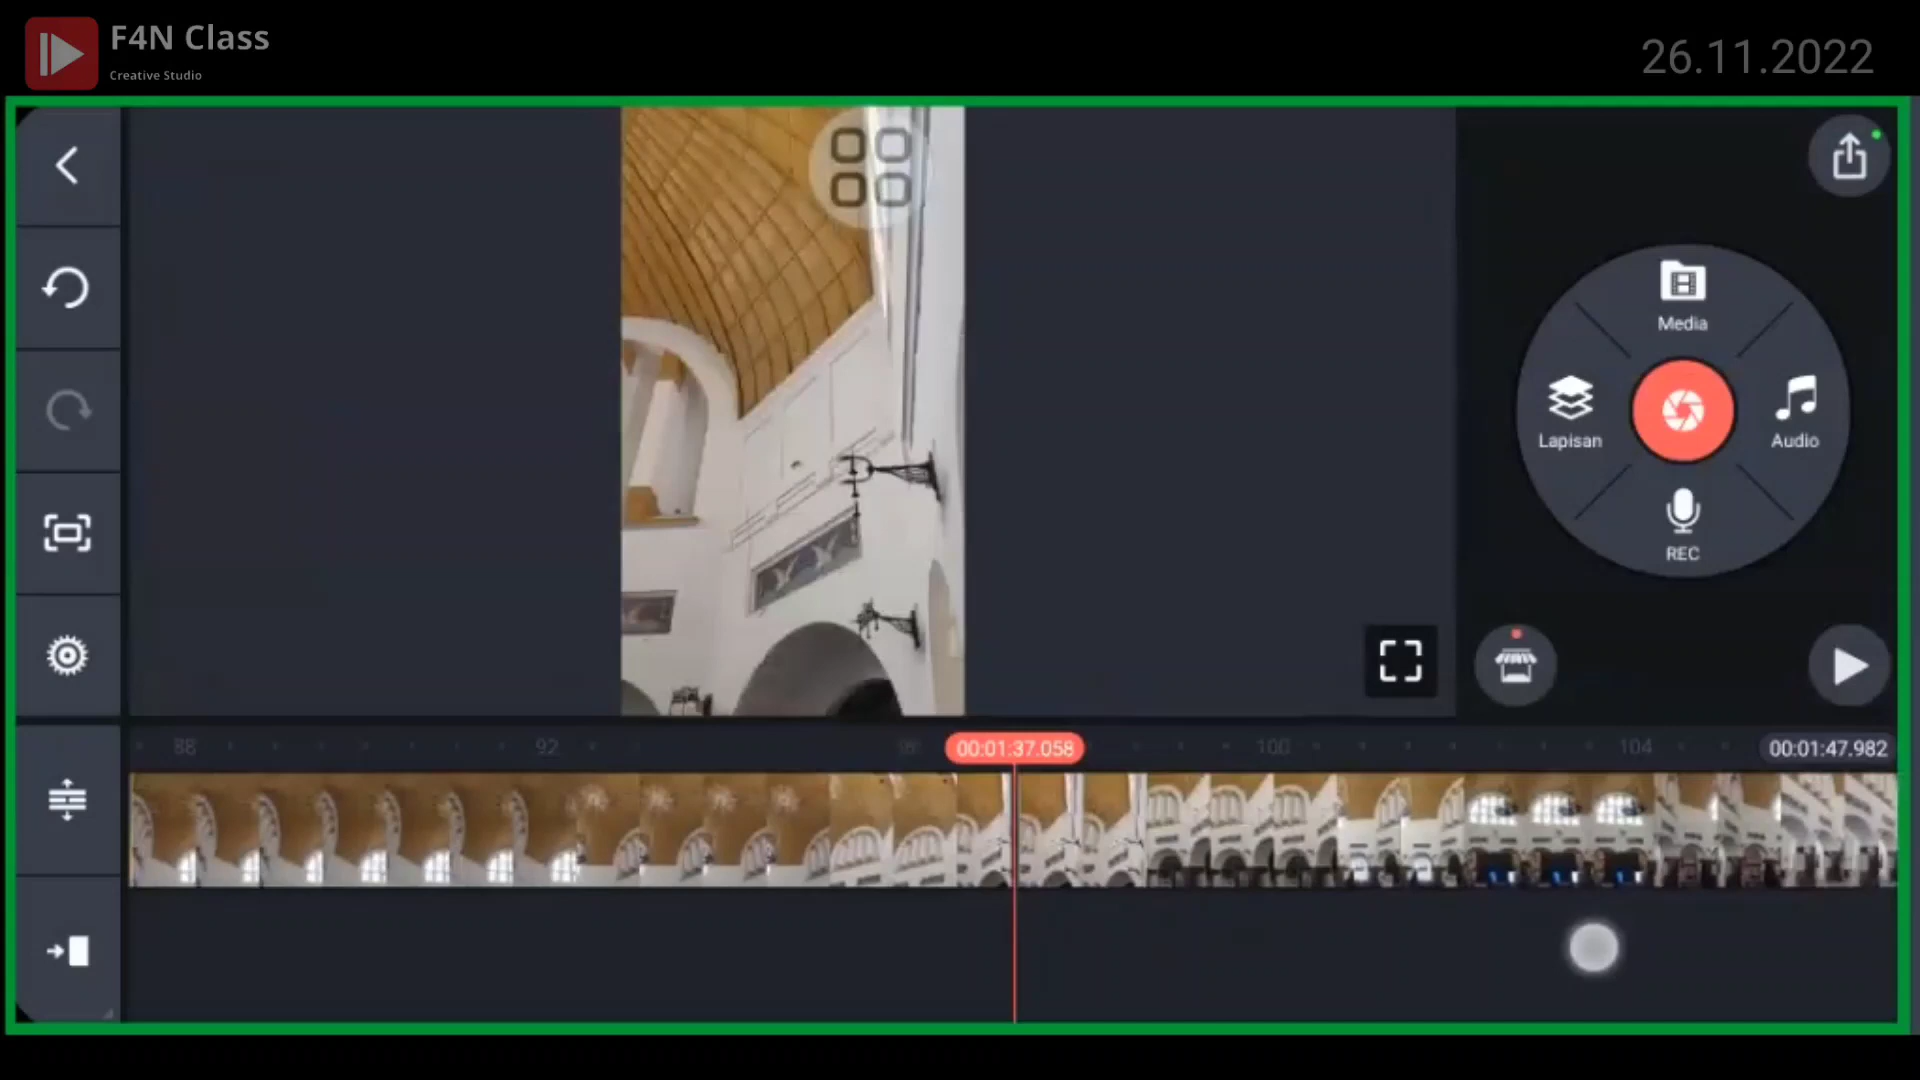 F4N Class
Creative Studio
26.11.2022
Media
Lapisan
Audio
REC
88
92
00:01:37.058
100
104
00:01:47.982